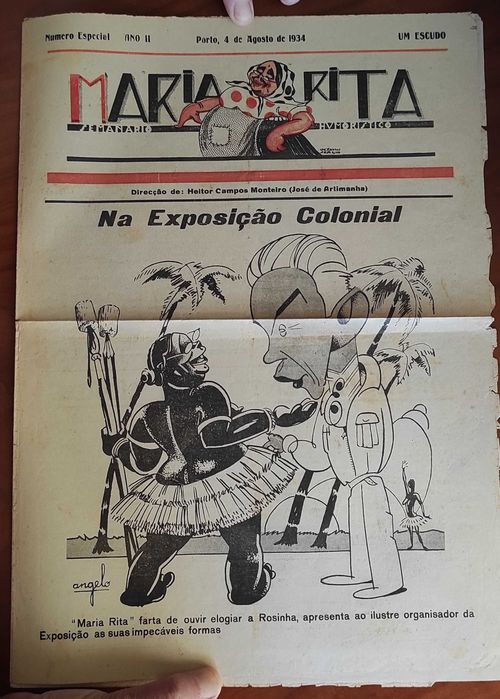 Numero Especial ANO II Porto, 4 de Agosto de 1934 UM ESCUDO
MARIA RITA
SEMANARIO HUMORISTICO
Direcção de: Heitor Campos Monteiro (José de Artimanha)
Na Exposição Colonial
angelo
"Maria Rita" farta de ouvir elogiar a Rosinha, apresenta ao ilustre organisador da
Exposição as suas impecáveis formas